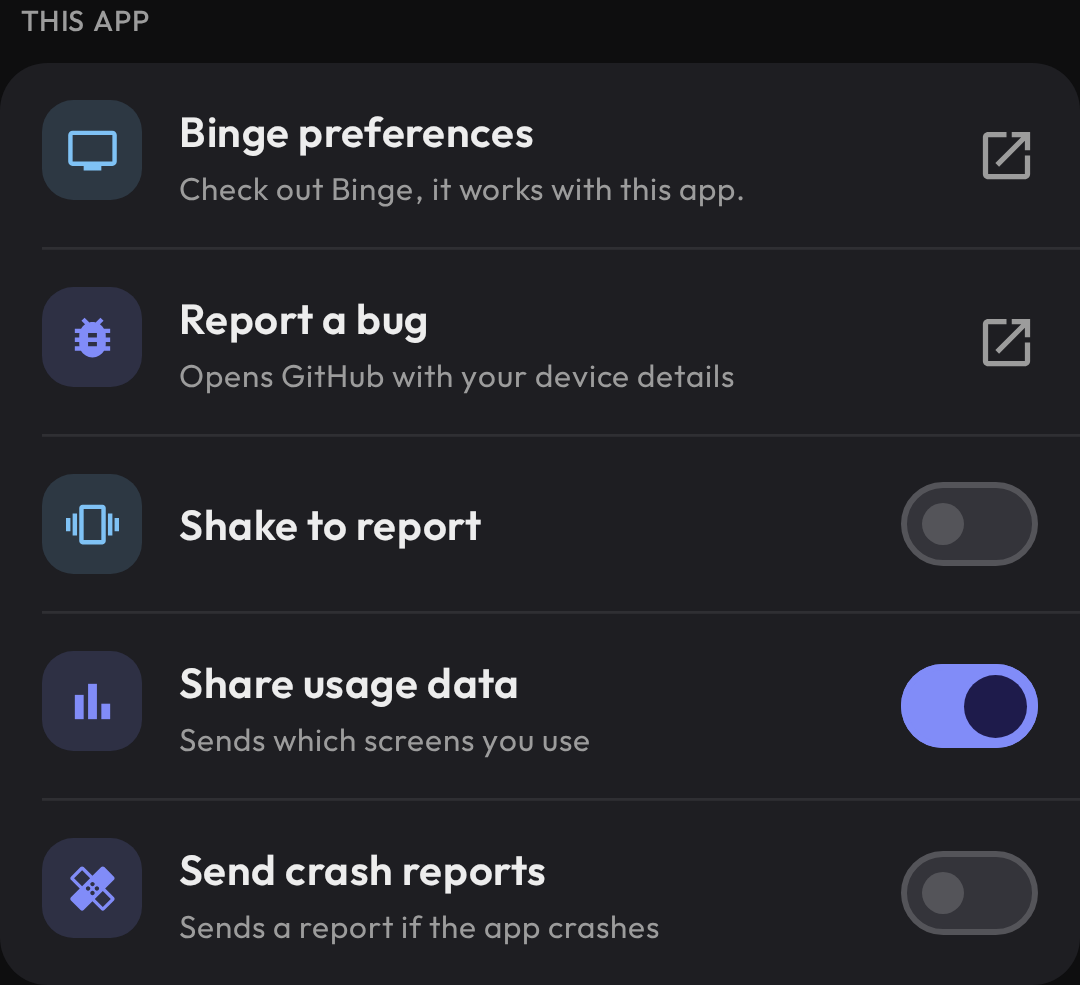 THIS APP
Binge preferences
Check out Binge, it works with this app.
Report a bug
Opens GitHub with your device details
Shake to report
Share usage data
Sends which screens you use
Send crash reports
Sends a report if the app crashes